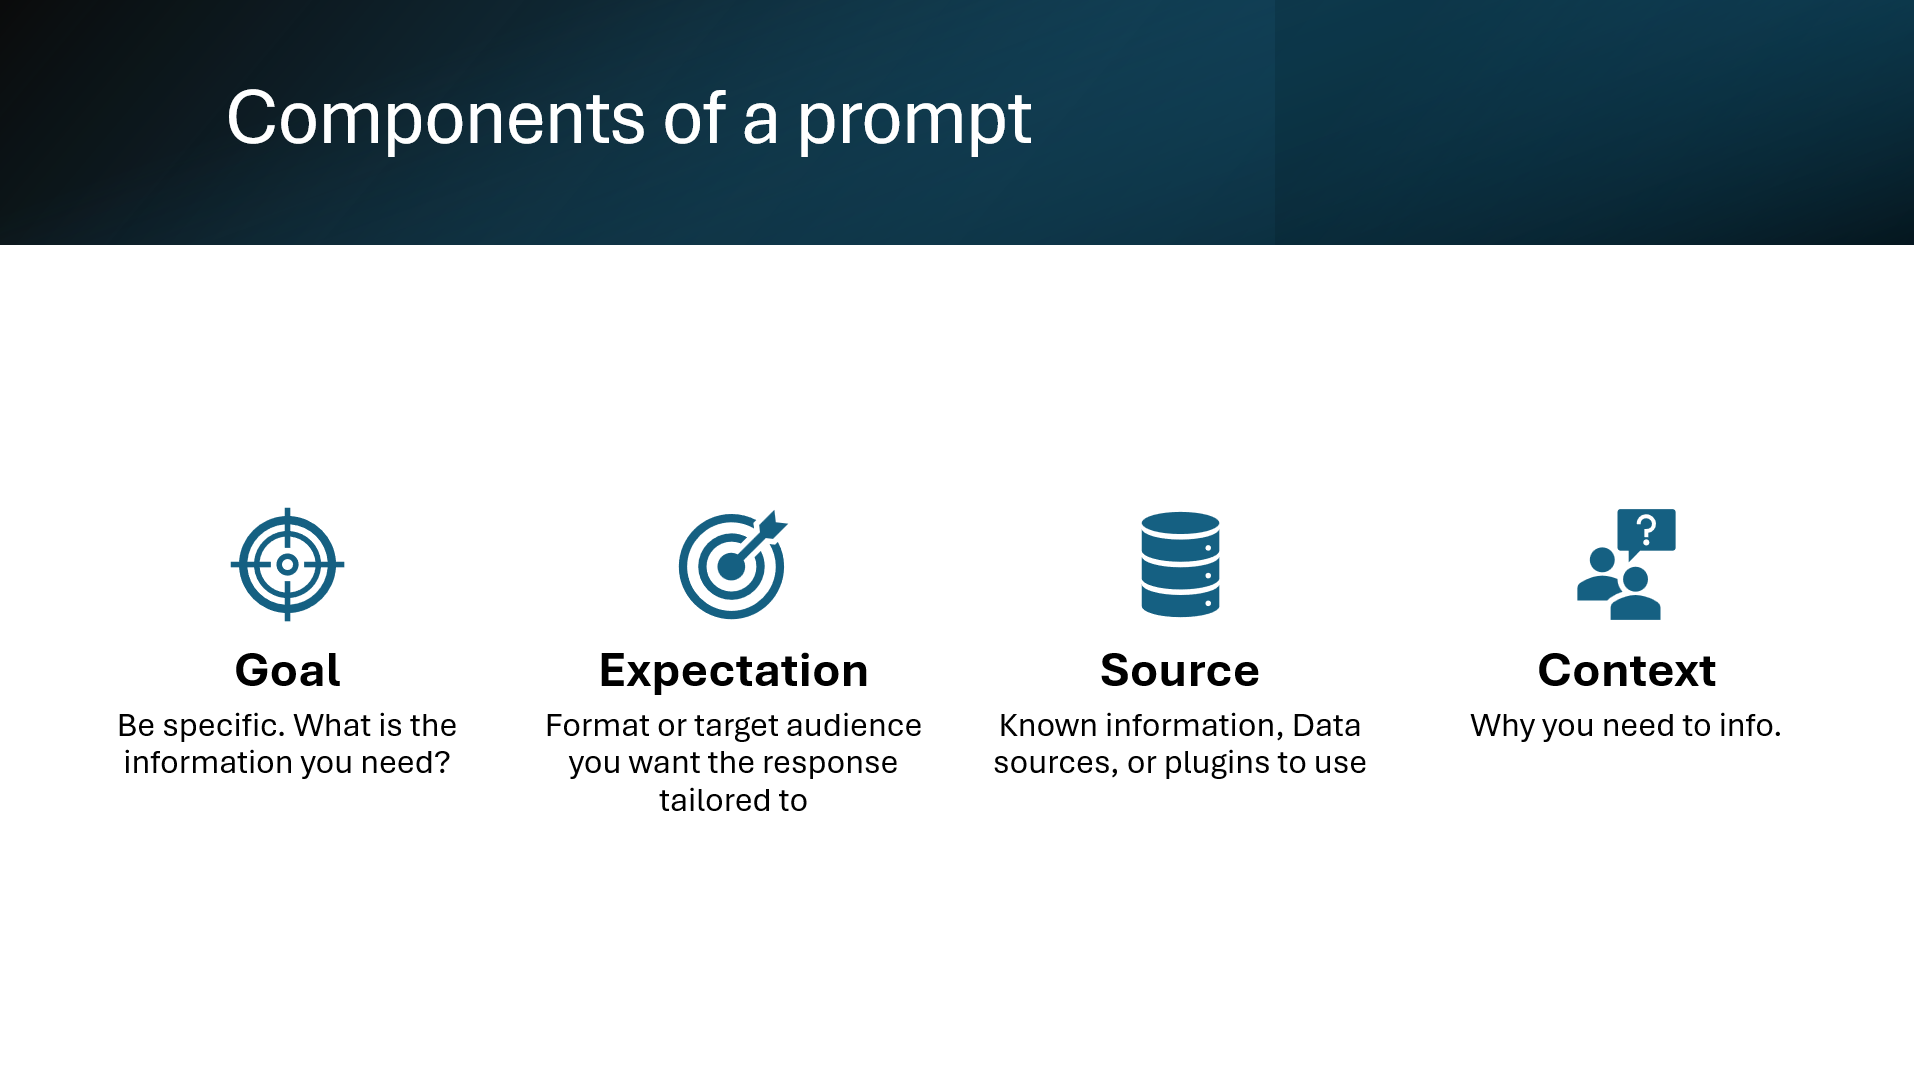 Components of a prompt
Goal
Be specific. What is the
information you need?
Expectation
Format or target audience
you want the response
tailored to
Source
Known information, Data
sources, or plugins to use
?
Context
Why you need to info.